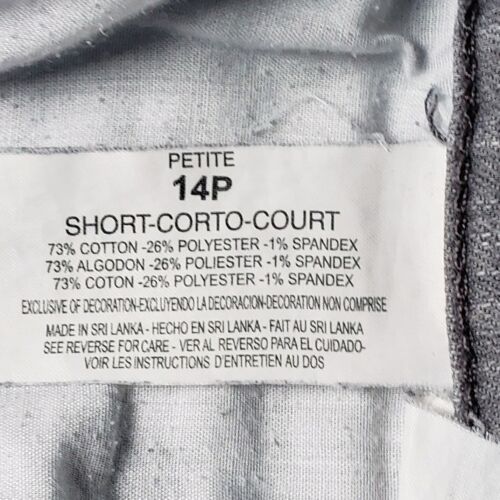 PETITE
14P
SHORT-CORTO-COURT
73% COTTON -26% POLYESTER -1% SPANDEX
73% ALGODON -26% POLIESTER -1% SPANDEX
73% COTON -26% POLYESTER -1% SPANDEX
EXCLUSIVE OF DECORATION-EXCLUYENDO LA DECORACION-DECORATION NON COMPRISE
MADE IN SRI LANKA - HECHO EN SRI LANKA - FAIT AU SRI LANKA
SEE REVERSE FOR CARE - VER AL REVERSO PARA EL CUIDADO-
VOIR LES INSTRUCTIONS D'ENTRETIEN AU DOS